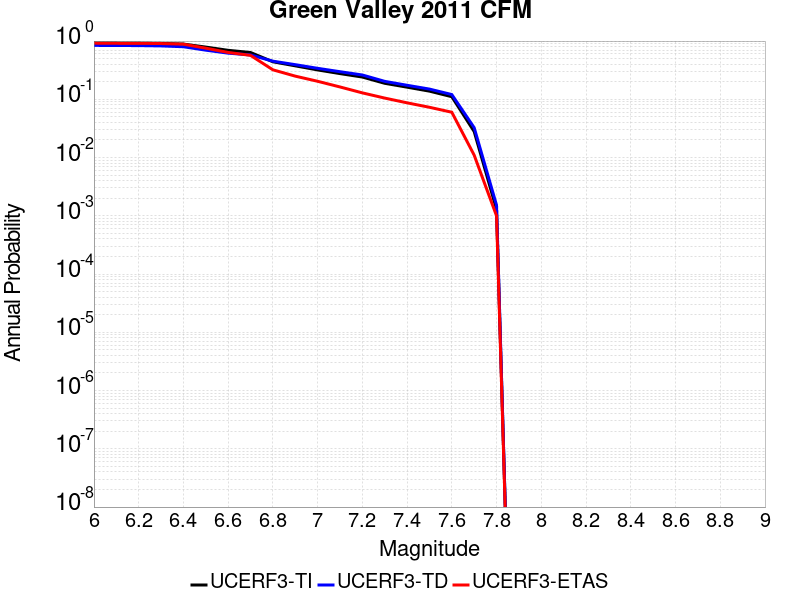 Green Valley 2011 CFM
10^0
10^-1
10^-2
10^-3
10^-4
10^-5
10^-6
10^-7
10^-8
Annual Probability
6 6.2 6.4 6.6 6.8 7 7.2 7.4 7.6 7.8 8 8.2 8.4 8.6 8.8 9
Magnitude
UCERF3-TI UCERF3-TD UCERF3-ETAS